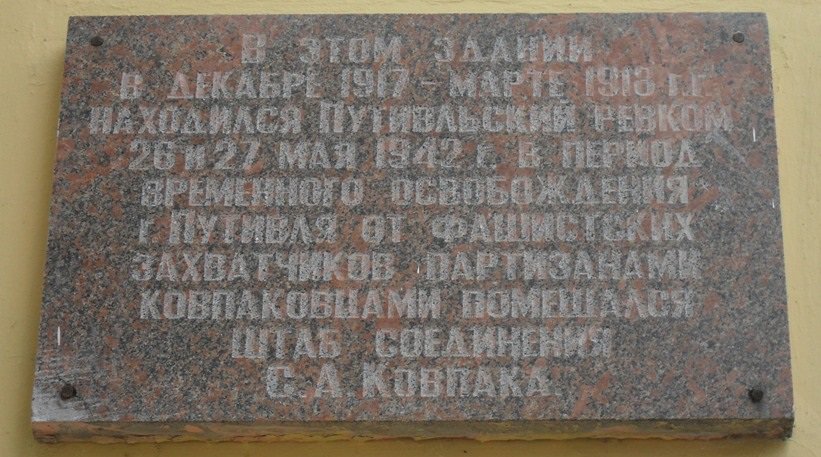 В ЭТОМ ЗДАНИИ
В ДЕКАБРЕ 1917 - МАРТЕ 1918 Г.Г.
НАХОДИЛСЯ ПУТИВЛЬСКИЙ РЕВКОМ
26 И 27 МАЯ 1942 Г. В ПЕРИОД
ВРЕМЕННОГО ОСВОБОЖДЕНИЯ
Г. ПУТИВЛЯ ОТ ФАШИСТСКИХ
ЗАХВАТЧИКОВ ПАРТИЗАНАМИ
КОВПАКОВЦАМИ ПОМЕЩАЛСЯ
ШТАБ СОЕДИНЕНИЯ
С. А. КОВПАКА.